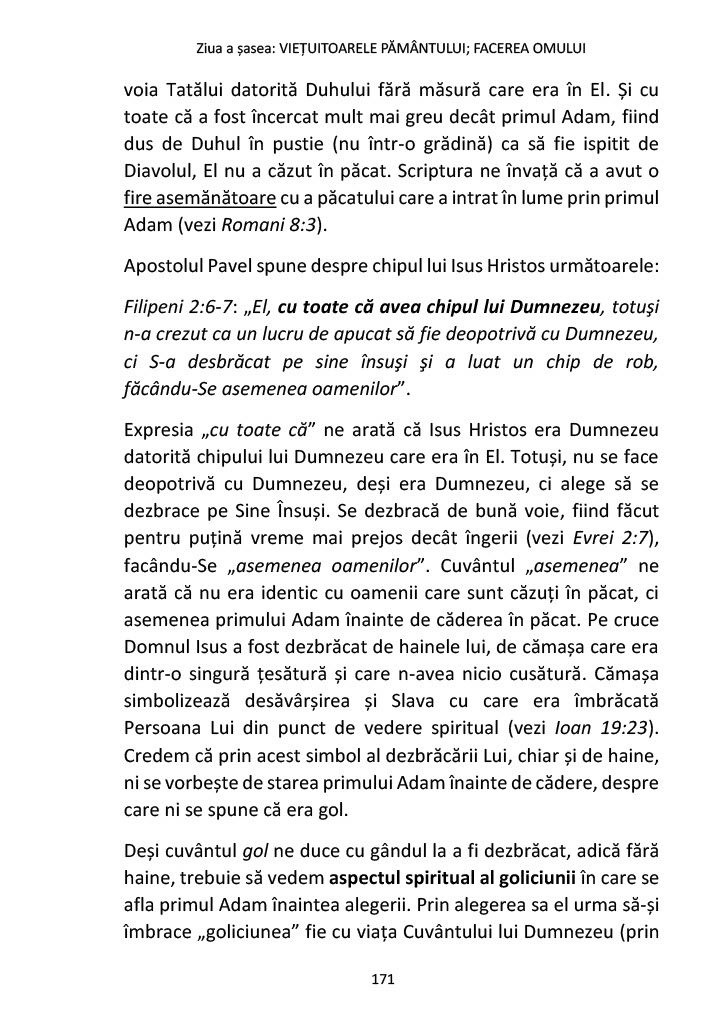 Ziua a șasea: VIEȚUITOARELE PĂMÂNTULUI; FACEREA OMULUI
voia Tatălui datorită Duhului fără măsură care era în El. Și cu
toate că a fost încercat mult mai greu decât primul Adam, fiind
dus de Duhul în pustie (nu într-o grădină) ca să fie ispitit de
Diavolul, El nu a căzut în păcat. Scriptura ne învață că a avut o
fire asemănătoare cu a păcatului care a intrat în lume prin primul
Adam (vezi Romani 8:3).
Apostolul Pavel spune despre chipul lui Isus Hristos următoarele:
Filipeni 2:6-7: „El, cu toate că avea chipul lui Dumnezeu, totuşi
n-a crezut ca un lucru de apucat să fie deopotrivă cu Dumnezeu,
ci S-a desbrăcat pe sine însuşi şi a luat un chip de rob,
făcându-Se asemenea oamenilor”.
Expresia „cu toate că” ne arată că Isus Hristos era Dumnezeu
datorită chipului lui Dumnezeu care era în El. Totuși, nu se face
deopotrivă cu Dumnezeu, deși era Dumnezeu, ci alege să se
dezbrace pe Sine Însuși. Se dezbracă de bună voie, fiind făcut
pentru puțină vreme mai prejos decât îngerii (vezi Evrei 2:7),
facându-Se „asemenea oamenilor”. Cuvântul „asemenea” ne
arată că nu era identic cu oamenii care sunt căzuți în păcat, ci
asemenea primului Adam înainte de căderea în păcat. Pe cruce
Domnul Isus a fost dezbrăcat de hainele lui, de cămașa care era
dintr-o singură țesătură și care n-avea nicio cusătură. Cămașa
simbolizează desăvârșirea și Slava cu care era îmbrăcată
Persoana Lui din punct de vedere spiritual (vezi Ioan 19:23).
Credem că prin acest simbol al dezbrăcării Lui, chiar și de haine,
ni se vorbește de starea primului Adam înainte de cădere, despre
care ni se spune că era gol.
Deși cuvântul gol ne duce cu gândul la a fi dezbrăcat, adică fără
haine, trebuie să vedem aspectul spiritual al goliciunii în care se
afla primul Adam înaintea alegerii. Prin alegerea sa el urma să-și
îmbrace „goliciunea” fie cu viața Cuvântului lui Dumnezeu (prin
171